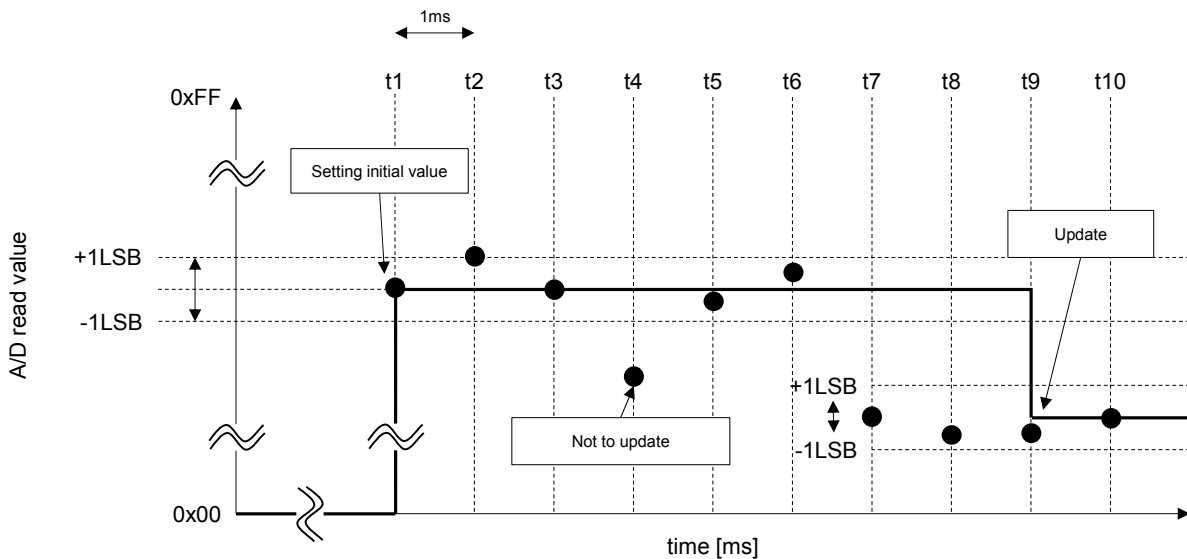 1ms
t1 t2 t3 t4 t5 t6 t7 t8 t9 t10
0xFF
Setting initial value
Update
+1LSB
-1LSB
A/D read value
+1LSB
-1LSB
Not to update
0x00
time [ms]